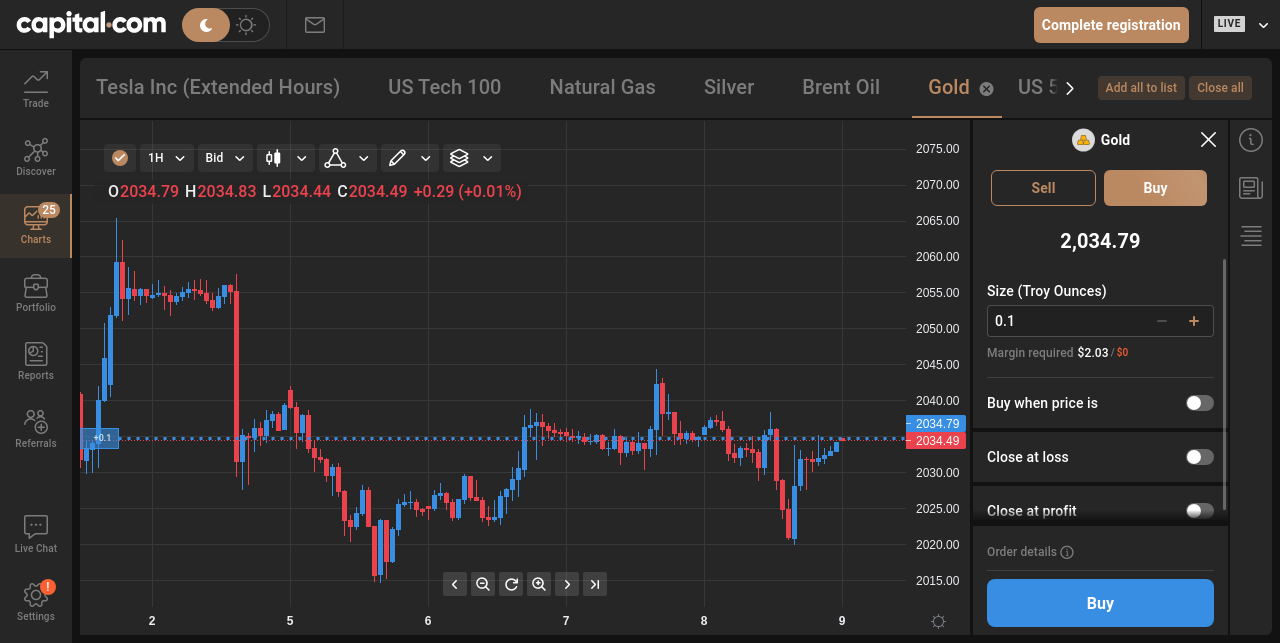 capital.com
Complete registration
LIVE
Trade
Discover
25
Charts
Portfolio
Reports
Referrals
Live Chat
!
Settings
Tesla Inc (Extended Hours) US Tech 100 Natural Gas Silver Brent Oil Gold US 5
Add all to list Close all
1H Bid
O2034.79 H2034.83 L2034.44 C2034.49 +0.29 (+0.01%)
+0.1
2075.00
2070.00
2065.00
2060.00
2055.00
2050.00
2045.00
2040.00
2034.79
2034.49
2030.00
2025.00
2020.00
2015.00
2 5 6 7 8 9
Gold
Sell Buy
2,034.79
Size (Troy Ounces)
0.1 − +
Margin required $2.03 / $0
Buy when price is
Close at loss
Close at profit
Order details
Buy